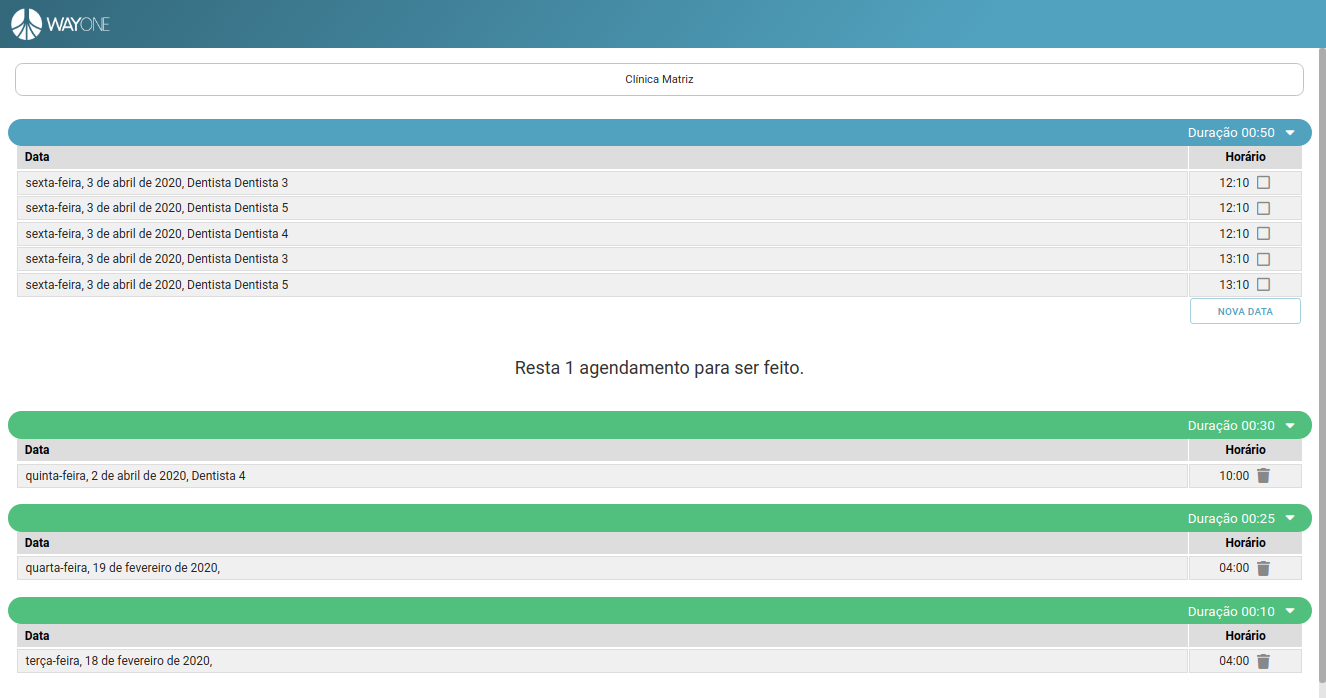 WAYONE
Clínica Matriz
Duração 00:50
Data Horário
sexta-feira, 3 de abril de 2020, Dentista Dentista 3 12:10
sexta-feira, 3 de abril de 2020, Dentista Dentista 5 12:10
sexta-feira, 3 de abril de 2020, Dentista Dentista 4 12:10
sexta-feira, 3 de abril de 2020, Dentista Dentista 3 13:10
sexta-feira, 3 de abril de 2020, Dentista Dentista 5 13:10
NOVA DATA
Resta 1 agendamento para ser feito.
Duração 00:30
Data Horário
quinta-feira, 2 de abril de 2020, Dentista 4 10:00
Duração 00:25
Data Horário
quarta-feira, 19 de fevereiro de 2020, 04:00
Duração 00:10
Data Horário
terça-feira, 18 de fevereiro de 2020, 04:00